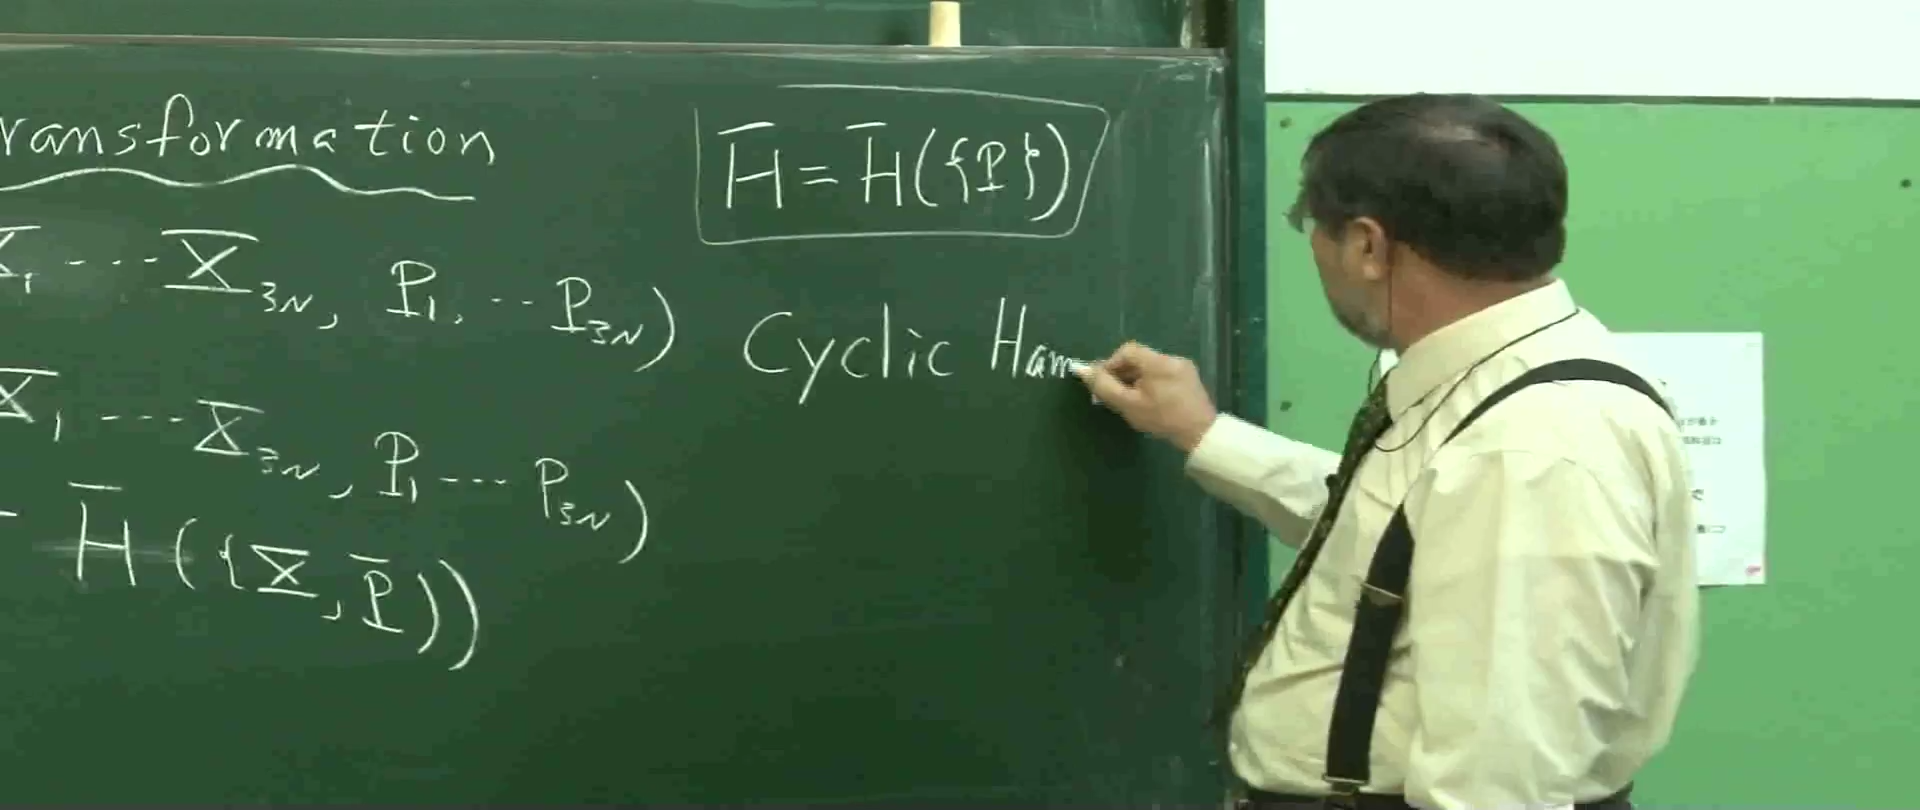 ransformation
H̅ = H̅({P})
X₁ ---- X₃ₙ, P₁, -- P₃ₙ)
Cyclic Ham
X₁ ---- X₃ₙ, P₁ --- P₃ₙ)
H̅ ({X, P̅))